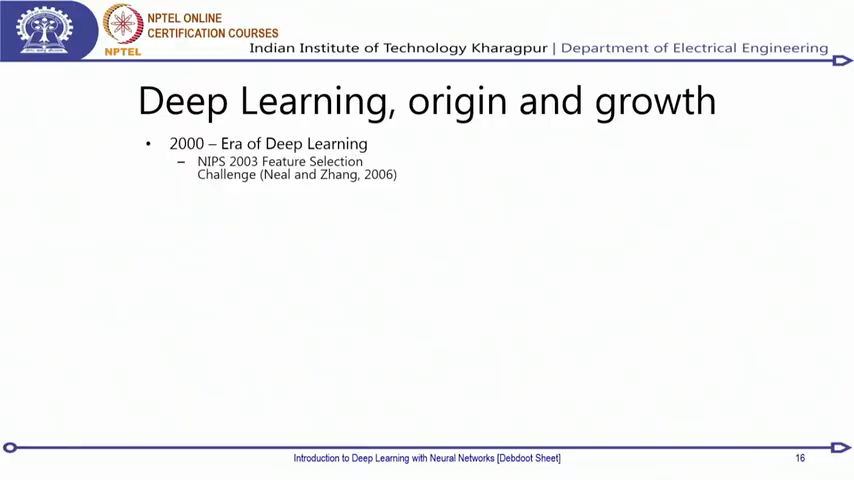 NPTEL ONLINE
CERTIFICATION COURSES
NPTEL
Indian Institute of Technology Kharagpur | Department of Electrical Engineering
Deep Learning, origin and growth
• 2000 – Era of Deep Learning
– NIPS 2003 Feature Selection
Challenge (Neal and Zhang, 2006)
Introduction to Deep Learning with Neural Networks [Debdoot Sheet]
16